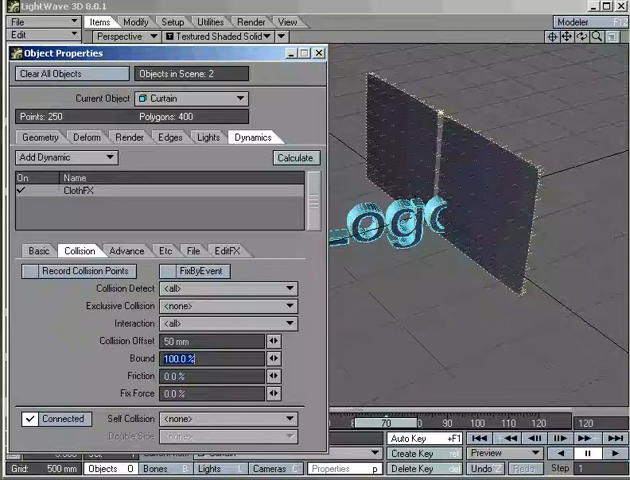 LightWave 3D 8.0.1
File Items Modify Setup Utilities Render View Modeler F12
Edit Perspective Textured Shaded Solid
Object Properties
Clear All Objects Objects in Scene: 2
Current Object Curtain
Points: 250 Polygons: 400
Geometry Deform Render Edges Lights Dynamics
Add Dynamic Calculate
On Name
ClothFX
Logo
Basic Collision Advance Etc File EditFX
Record Collision Points FixByEvent
Collision Detect <all>
Exclusive Collision <none>
Interaction <all>
Collision Offset 50 mm
Bound 100.0 %
Friction 0.0 %
Fix Force 0.0 %
Connected Self Collision <none>
Double Side <none>
70 80 90 100 110 120 120
Auto Key +F1
Create Key ret Preview
Grid: 500 mm Objects O Bones B Lights L Cameras C Properties p Delete Key del Undo Z Redo Step 1